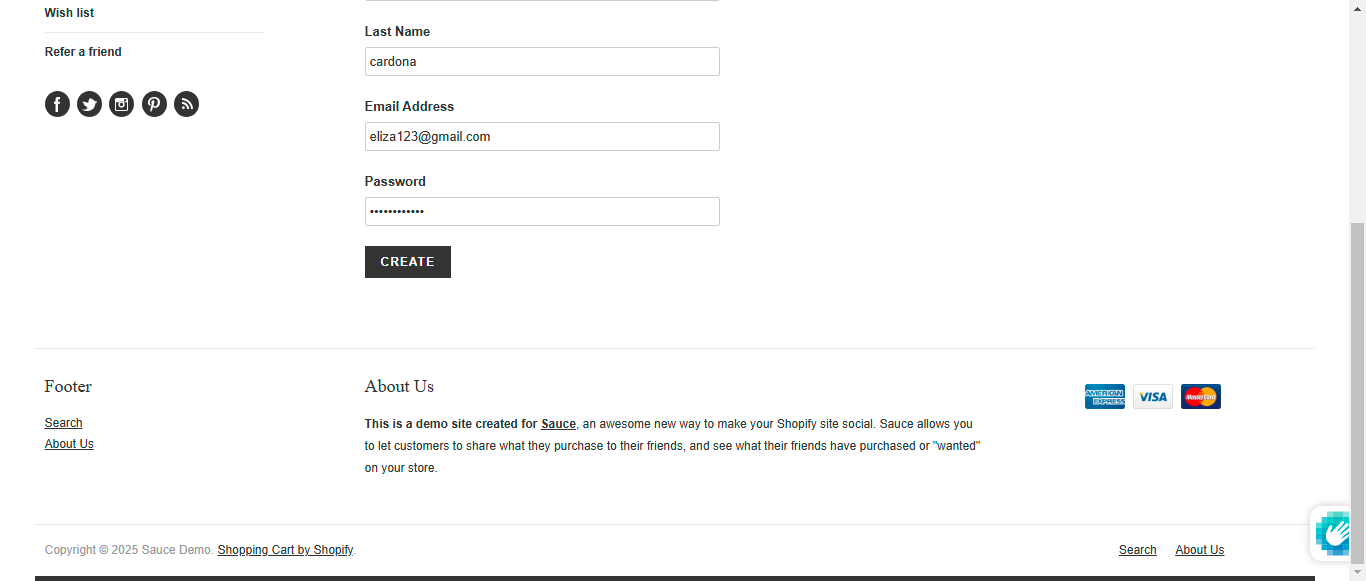 Wish list
Refer a friend
Last Name
cardona
Email Address
eliza123@gmail.com
Password
••••••••••••
CREATE
Footer
Search
About Us
About Us
This is a demo site created for Sauce, an awesome new way to make your Shopify site social. Sauce allows you
to let customers to share what they purchase to their friends, and see what their friends have purchased or "wanted"
on your store.
AMERICAN EXPRESS
VISA
MasterCard
Copyright © 2025 Sauce Demo. Shopping Cart by Shopify.
Search
About Us